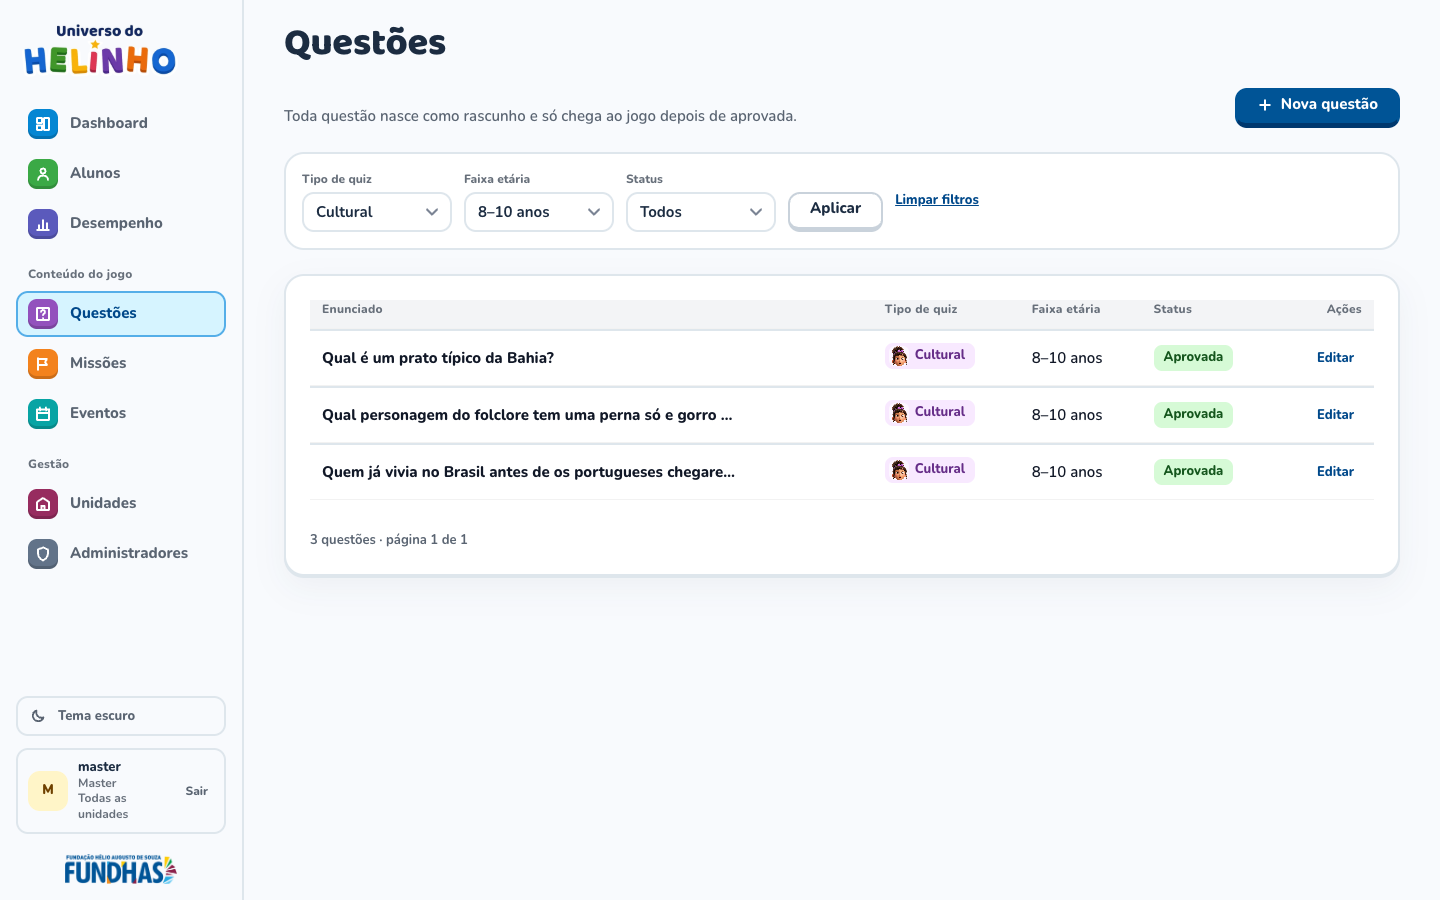 Universo do
HELINHO
Dashboard
Alunos
Desempenho
Conteúdo do jogo
Questões
Missões
Eventos
Gestão
Unidades
Administradores
Tema escuro
M
master
Master
Todas as
unidades
Sair
FUNDAÇÃO HÉLIO AUGUSTO DE SOUZA
FUNDHAS
Questões
Toda questão nasce como rascunho e só chega ao jogo depois de aprovada.
+ Nova questão
Tipo de quiz Faixa etária Status
Cultural 8–10 anos Todos Aplicar Limpar filtros
Enunciado Tipo de quiz Faixa etária Status Ações
Qual é um prato típico da Bahia? Cultural 8–10 anos Aprovada Editar
Qual personagem do folclore tem uma perna só e gorro ... Cultural 8–10 anos Aprovada Editar
Quem já vivia no Brasil antes de os portugueses chegare... Cultural 8–10 anos Aprovada Editar
3 questões · página 1 de 1